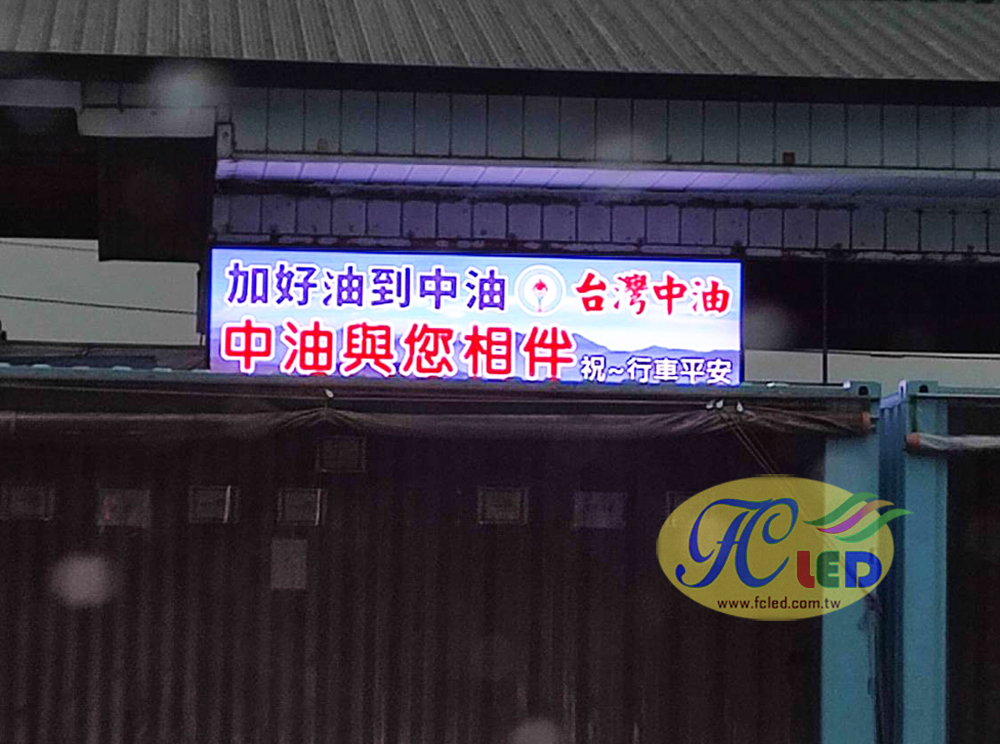 加好油到中油 台灣中油
中油與您相伴 祝~行車平安
FC LED
www.fcled.com.tw